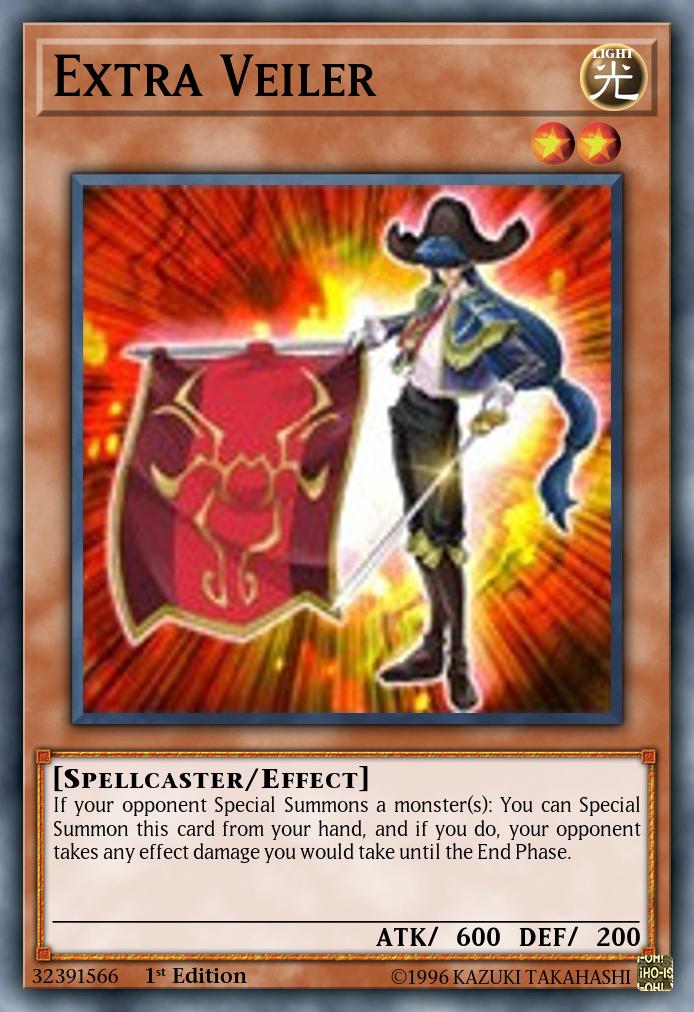 Extra Veiler
LIGHT
光
[Spellcaster/Effect]
If your opponent Special Summons a monster(s): You can Special
Summon this card from your hand, and if you do, your opponent
takes any effect damage you would take until the End Phase.
ATK/ 600 DEF/ 200
32391566 1st Edition ©1996 KAZUKI TAKAHASHI